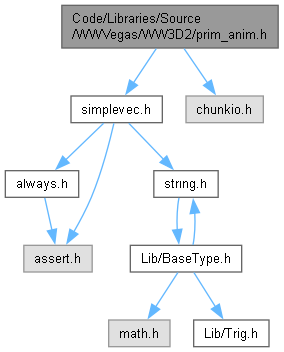 Code/Libraries/Source
/WWVegas/WW3D2/prim_anim.h
simplevec.h
chunkio.h
always.h
string.h
assert.h
Lib/BaseType.h
math.h
Lib/Trig.h